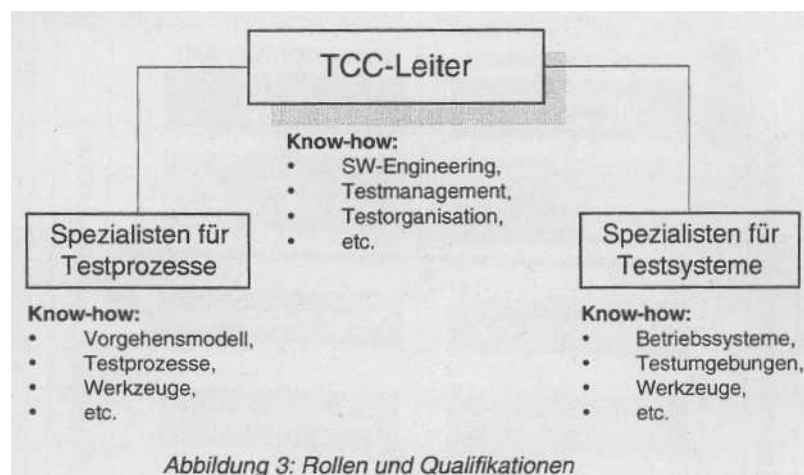 TCC-Leiter
Know-how:
• SW-Engineering,
• Testmanagement,
• Testorganisation,
• etc.
Spezialisten für
Testprozesse
Know-how:
• Vorgehensmodell,
• Testprozesse,
• Werkzeuge,
• etc.
Spezialisten für
Testsysteme
Know-how:
• Betriebssysteme,
• Testumgebungen,
• Werkzeuge,
• etc.
Abbildung 3: Rollen und Qualifikationen